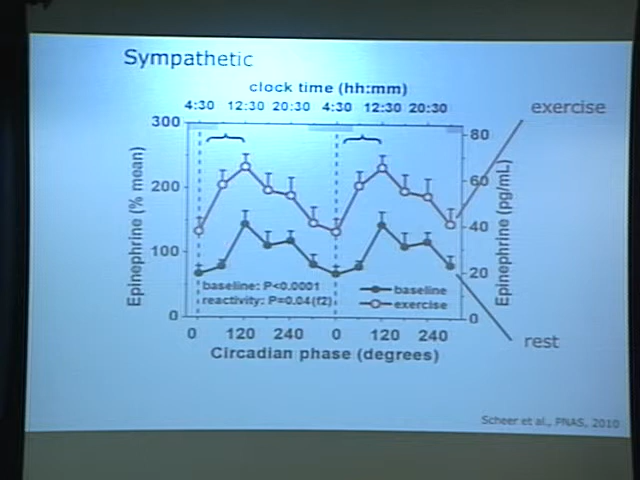 Sympathetic
clock time (hh:mm)
4:30 12:30 20:30 4:30 12:30 20:30
exercise
300
200
100
0
80
60
40
20
0
Epinephrine (% mean)
Epinephrine (pg/mL)
baseline: P<0.0001
reactivity: P=0.04(f2)
baseline
exercise
0 120 240 0 120 240
Circadian phase (degrees)
rest
Scheer et al., PNAS, 2010